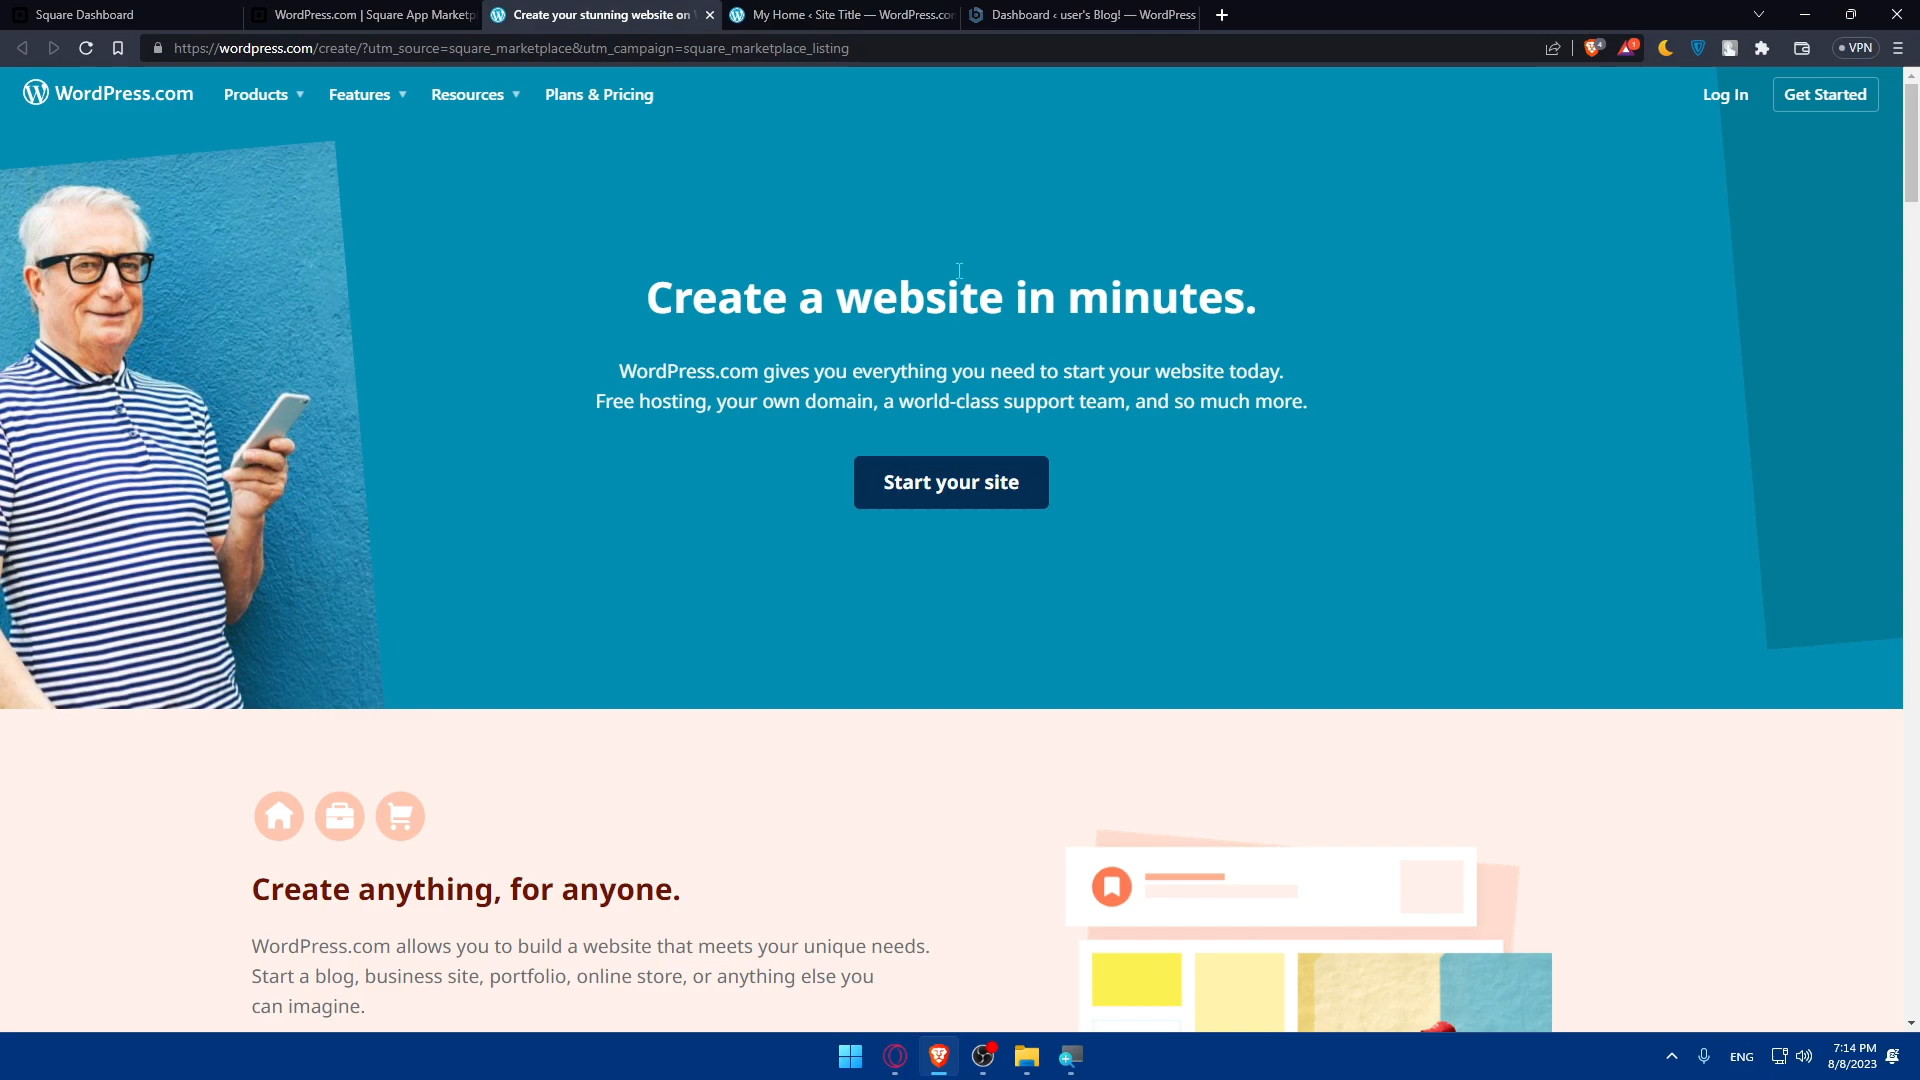 Square Dashboard
WordPress.com | Square App Marketp
Create your stunning website on
My Home ‹ Site Title — WordPress.com
Dashboard ‹ user's Blog! — WordPress
https://wordpress.com/create/?utm_source=square_marketplace&utm_campaign=square_marketplace_listing
4
1
VPN
WordPress.com
Products
Features
Resources
Plans & Pricing
Log In
Get Started
Create a website in minutes.
WordPress.com gives you everything you need to start your website today.
Free hosting, your own domain, a world-class support team, and so much more.
Start your site
Create anything, for anyone.
WordPress.com allows you to build a website that meets your unique needs.
Start a blog, business site, portfolio, online store, or anything else you
can imagine.
ENG
7:14 PM
8/8/2023